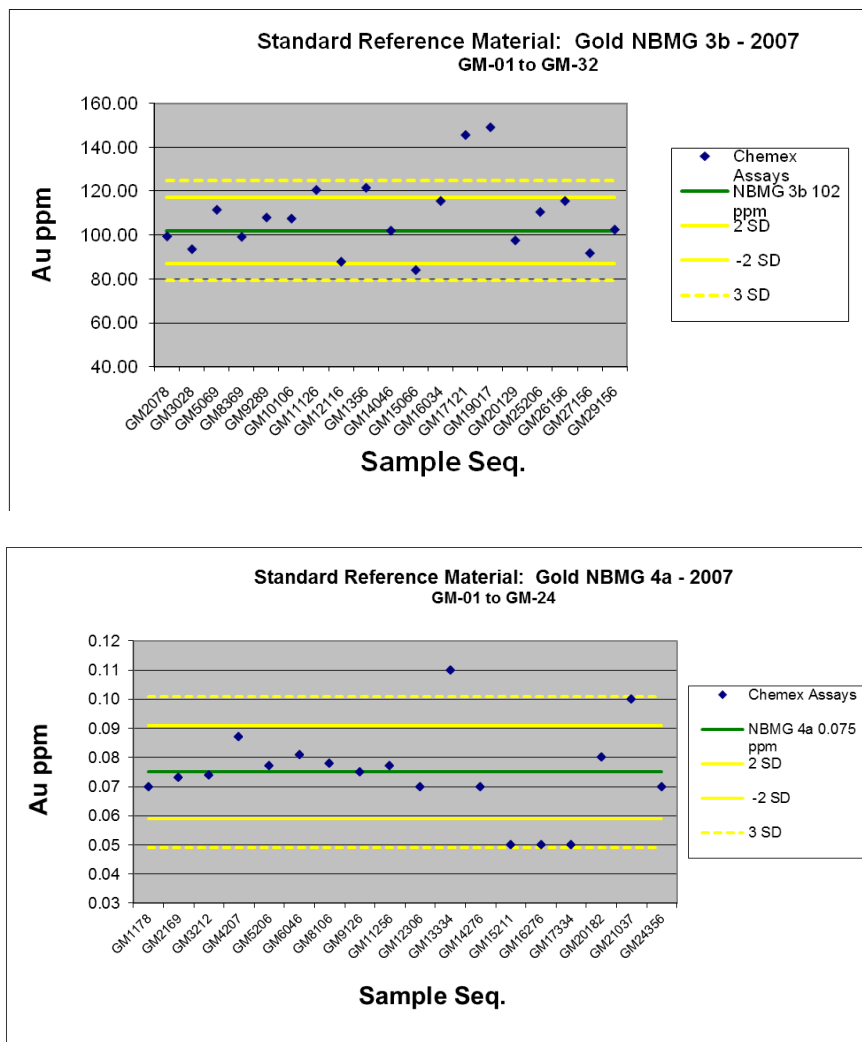 Standard Reference Material:  Gold NBMG 3b - 2007
GM-01 to GM-32
160.00
140.00
120.00
100.00
80.00
60.00
40.00
Au ppm
GM2078
GM3028
GM5069
GM8369
GM9289
GM10106
GM11126
GM12116
GM1356
GM14046
GM15066
GM16034
GM17121
GM19017
GM20129
GM25206
GM26156
GM27156
GM29156
Sample Seq.
Chemex
Assays
NBMG 3b 102
ppm
2 SD
-2 SD
3 SD
Standard Reference Material:  Gold NBMG 4a - 2007
GM-01 to GM-24
0.12
0.11
0.10
0.09
0.08
0.07
0.06
0.05
0.04
0.03
Au ppm
GM1178
GM2169
GM3212
GM4207
GM5206
GM6046
GM8106
GM9126
GM11256
GM12306
GM13334
GM14276
GM15211
GM16276
GM17334
GM20182
GM21037
GM24356
Sample Seq.
Chemex Assays
NBMG 4a 0.075
ppm
2 SD
-2 SD
3 SD